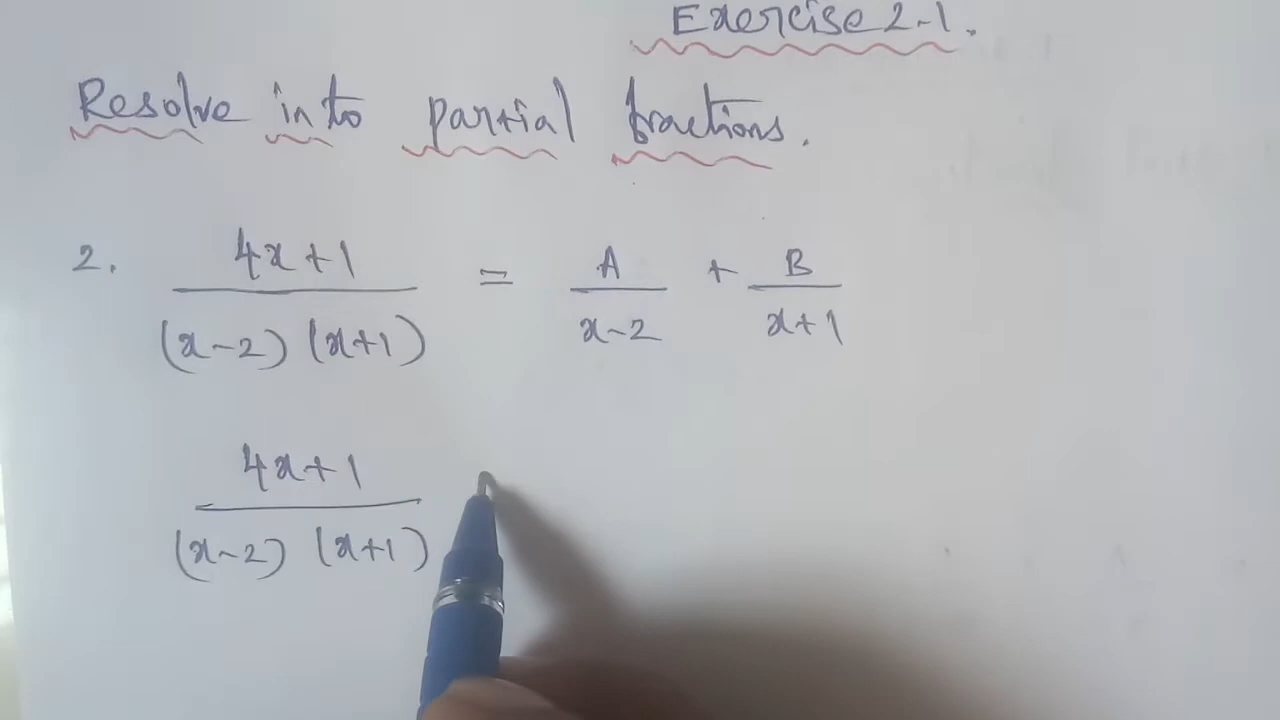 Exercise 2-1.
Resolve into partial fractions.
2. (4x+1)/((x-2)(x+1)) = A/(x-2) + B/(x+1)
(4x+1)/((x-2)(x+1))